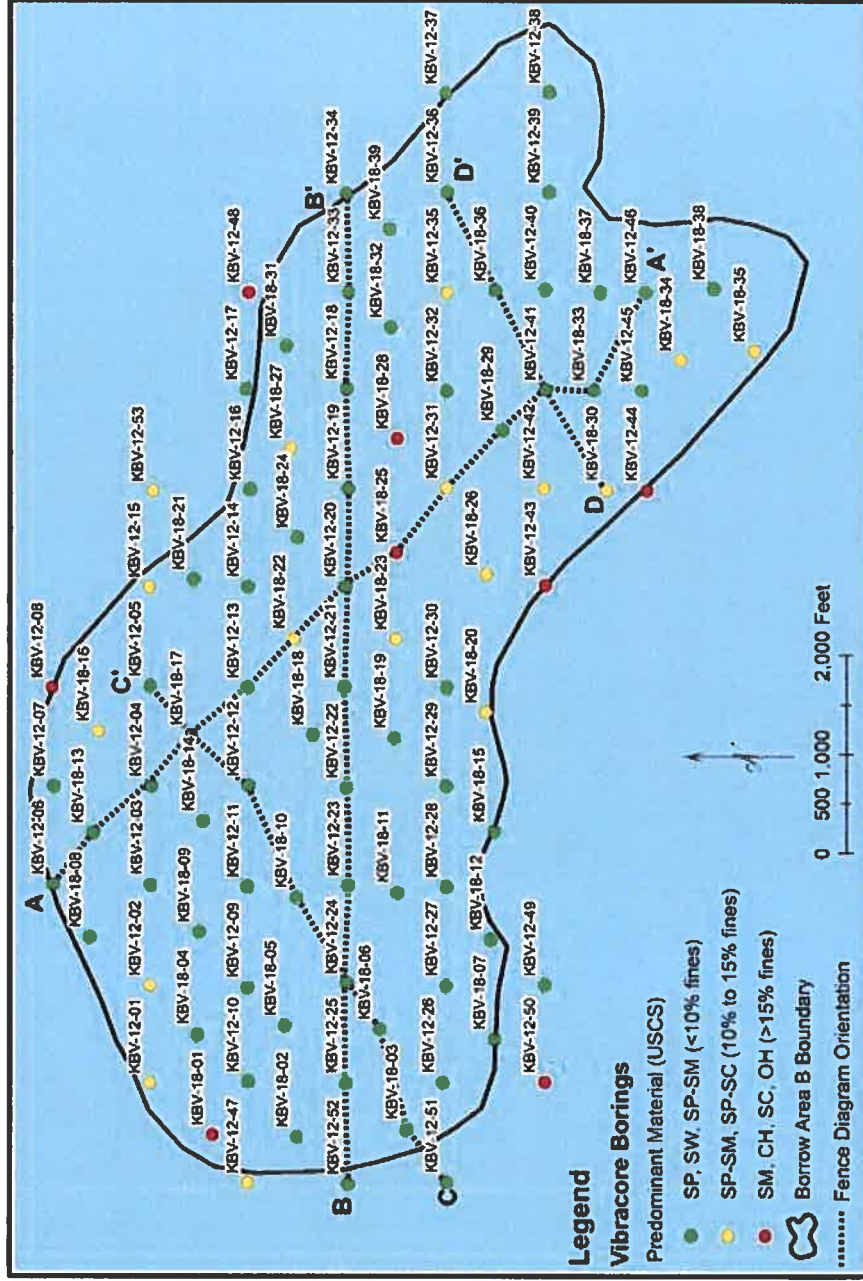 KBV-12-06 KBV-12-07 KBV-12-08
A
KBV-18-08 KBV-18-13 KBV-18-16
KBV-12-01 KBV-12-02 KBV-12-03 KBV-12-04 KBV-12-05 KBV-12-15 KBV-12-53
C'
KBV-18-01 KBV-18-04 KBV-18-09 KBV-18-14 KBV-18-17 KBV-18-21
KBV-12-47 KBV-12-10 KBV-12-09 KBV-12-11 KBV-12-12 KBV-12-13 KBV-12-14 KBV-12-16 KBV-12-17 KBV-12-48
KBV-18-02 KBV-18-05 KBV-18-10 KBV-18-18 KBV-18-22 KBV-18-24 KBV-18-27 KBV-18-31
KBV-12-52 KBV-12-25 KBV-12-24 KBV-12-23 KBV-12-22 KBV-12-21 KBV-12-20 KBV-12-19 KBV-12-18 KBV-12-33 KBV-12-34
B B'
KBV-18-03 KBV-18-06 KBV-18-11 KBV-18-19 KBV-18-23 KBV-18-25 KBV-18-28 KBV-18-32 KBV-18-39
KBV-12-51 KBV-12-26 KBV-12-27 KBV-12-28 KBV-12-29 KBV-12-30 KBV-12-31 KBV-12-32 KBV-12-35 KBV-12-36 KBV-12-37
C D'
KBV-18-07 KBV-18-12 KBV-18-15 KBV-18-20 KBV-18-26 KBV-18-29 KBV-18-36
KBV-12-50 KBV-12-49 KBV-12-43 KBV-12-42 KBV-12-41 KBV-12-40 KBV-12-39 KBV-12-38
KBV-18-30 KBV-18-33 KBV-18-37
D
KBV-12-44 KBV-12-45 KBV-12-46
A'
KBV-18-34 KBV-18-38
KBV-18-35
Legend
Vibracore Borings
Predominant Material (USCS)
SP, SW, SP-SM (<10% fines)
SP-SM, SP-SC (10% to 15% fines)
SM, CH, SC, OH (>15% fines)
Borrow Area B Boundary
Fence Diagram Orientation
0 500 1,000 2,000 Feet